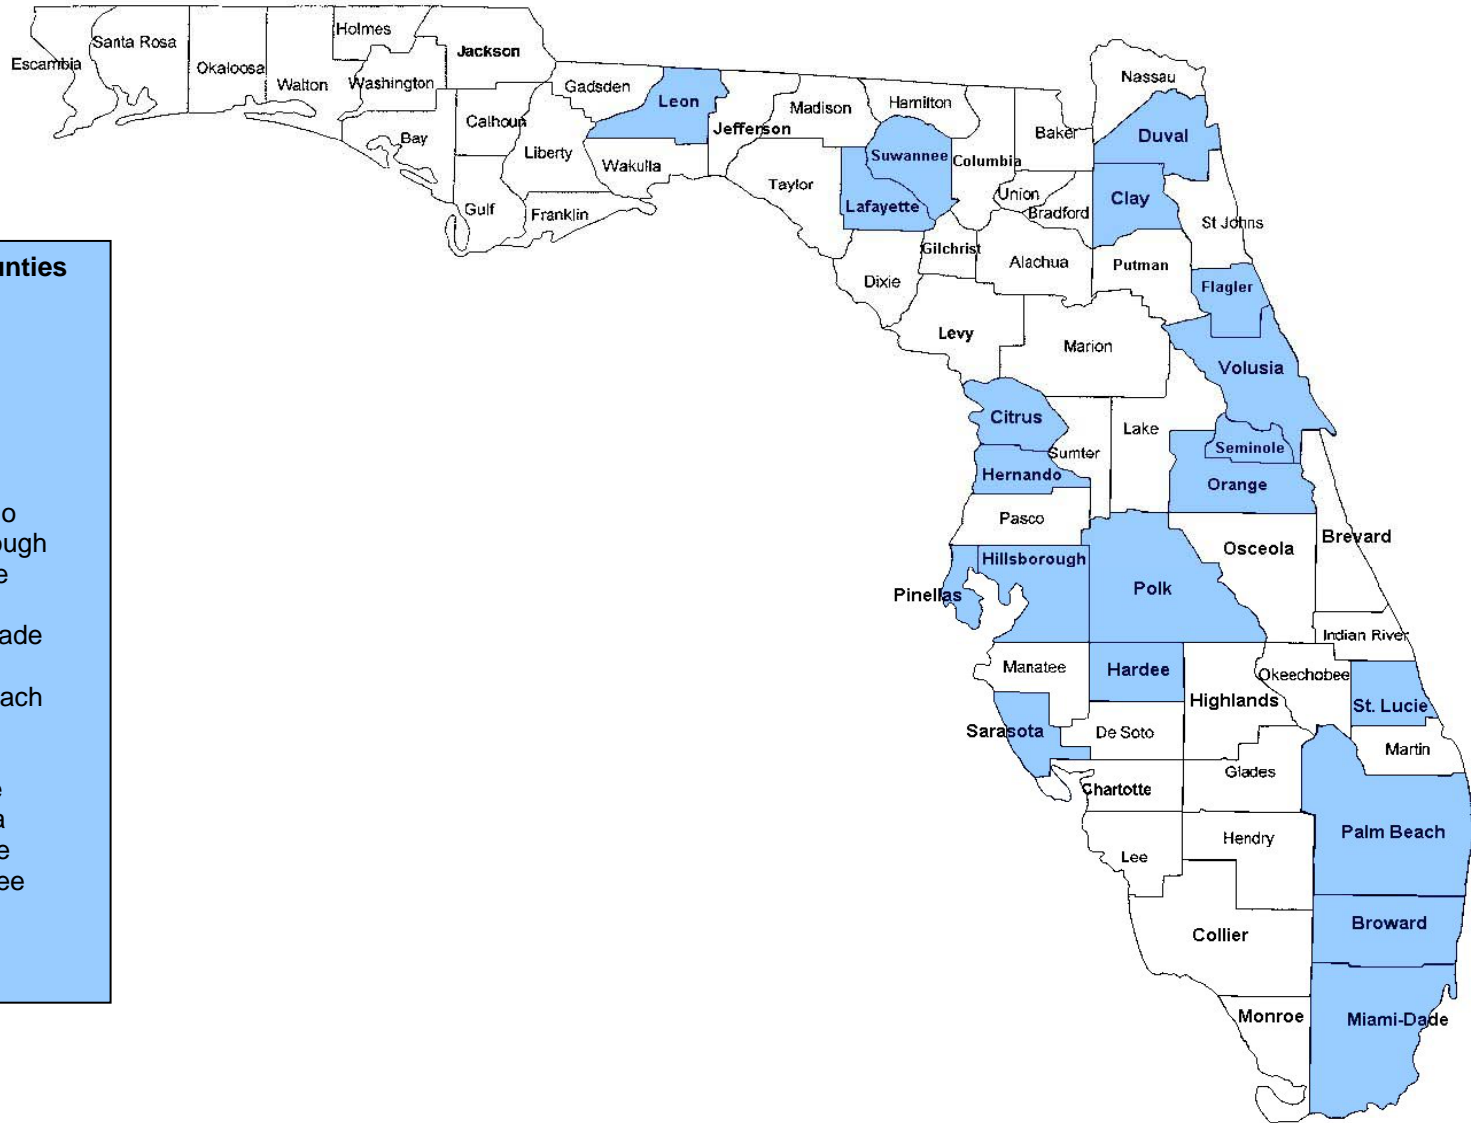 Holmes
Santa Rosa
Jackson
Escambia
Okaloosa
Walton
Washington
Gadsden
Leon
Nassau
Calhoun
Bay
Liberty
Wakulla
Jefferson
Madison
Hamilton
Baker
Duval
Suwannee
Columbia
Taylor
Lafayette
Union
Bradford
Clay
St Johns
Gulf
Franklin
Gilchrist
Alachua
Putman
Dixie
Flagler
Levy
Marion
Volusia
Citrus
Lake
Sumter
Seminole
Hernando
Orange
Pasco
Osceola
Brevard
Hillsborough
Pinellas
Polk
Indian River
Manatee
Hardee
Okeechobee
Highlands
St. Lucie
Sarasota
De Soto
Martin
Glades
Chartotte
Hendry
Palm Beach
Lee
Broward
Collier
Monroe
Miami-Dade
unties
o
ough
e
ade
ach
e
a
e
ee